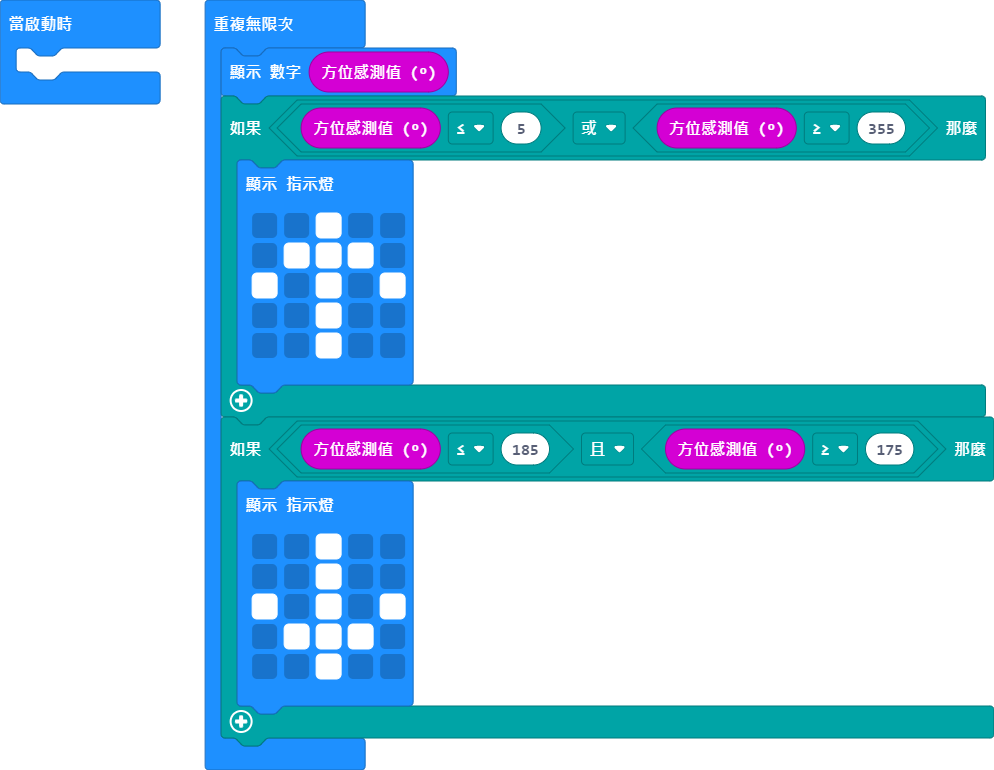 當啟動時
重複無限次
顯示 數字 方位感測值 (°)
如果 方位感測值 (°) ≤ 5 或 方位感測值 (°) ≥ 355 那麼
顯示 指示燈
如果 方位感測值 (°) ≤ 185 且 方位感測值 (°) ≥ 175 那麼
顯示 指示燈